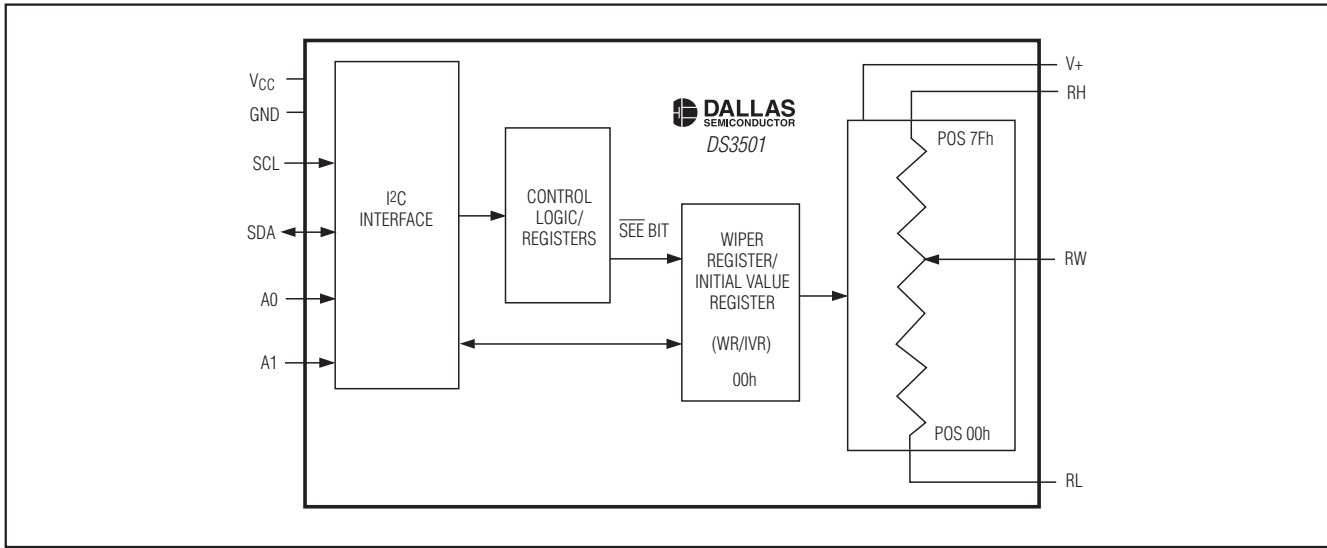 VCC
GND
SCL
SDA
A0
A1
I2C
INTERFACE
CONTROL
LOGIC/
REGISTERS
DALLAS
SEMICONDUCTOR
DS3501
SEE BIT
WIPER
REGISTER/
INITIAL VALUE
REGISTER
(WR/IVR)
00h
POS 7Fh
POS 00h
V+
RH
RW
RL